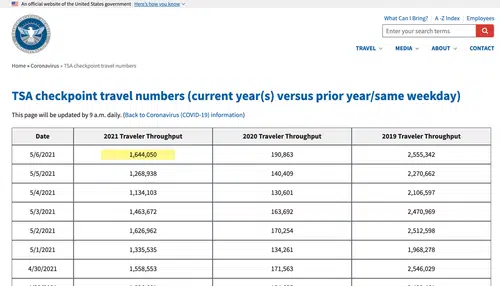 An official website of the United States government Here's how you know
What Can I Bring? A-Z Index Employees
Enter your search terms
TRAVEL MEDIA ABOUT CONTACT
Home » Coronavirus » TSA checkpoint travel numbers
TSA checkpoint travel numbers (current year(s) versus prior year/same weekday)
This page will be updated by 9 a.m. daily. (Back to Coronavirus (COVID-19) information)
Date 2021 Traveler Throughput 2020 Traveler Throughput 2019 Traveler Throughput
5/6/2021 1,644,050 190,863 2,555,342
5/5/2021 1,268,938 140,409 2,270,662
5/4/2021 1,134,103 130,601 2,106,597
5/3/2021 1,463,672 163,692 2,470,969
5/2/2021 1,626,962 170,254 2,512,598
5/1/2021 1,335,535 134,261 1,968,278
4/30/2021 1,558,553 171,563 2,546,029